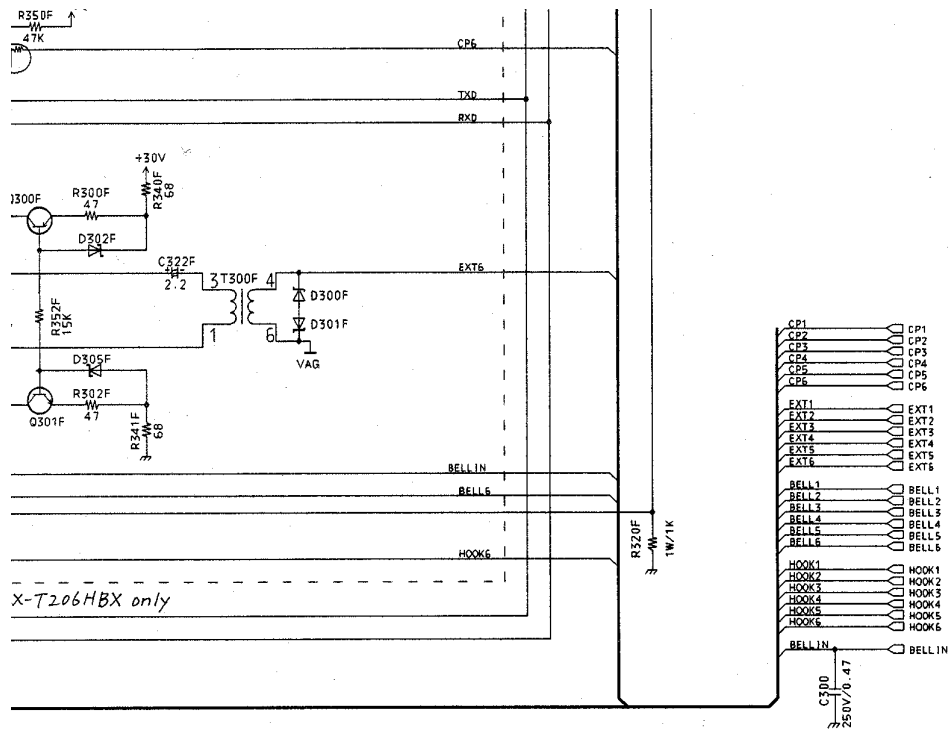 R350F
47K
CP6
TXD
RXD
+30V
R340F
68
Q300F
R300F
47
D302F
C322F
2.2
3
T300F
4
EXT6
D300F
D301F
1
6
VAG
R352F
15K
D305F
R302F
47
Q301F
R341F
68
BELLIN
BELL6
HOOK6
R320F
1W/1K
X-T206HBX only
CP1 CP1
CP2 CP2
CP3 CP3
CP4 CP4
CP5 CP5
CP6 CP6
EXT1 EXT1
EXT2 EXT2
EXT3 EXT3
EXT4 EXT4
EXT5 EXT5
EXT6 EXT6
BELL1 BELL1
BELL2 BELL2
BELL3 BELL3
BELL4 BELL4
BELL5 BELL5
BELL6 BELL6
HOOK1 HOOK1
HOOK2 HOOK2
HOOK3 HOOK3
HOOK4 HOOK4
HOOK5 HOOK5
HOOK6 HOOK6
BELLIN BELLIN
C300
250V/0.47